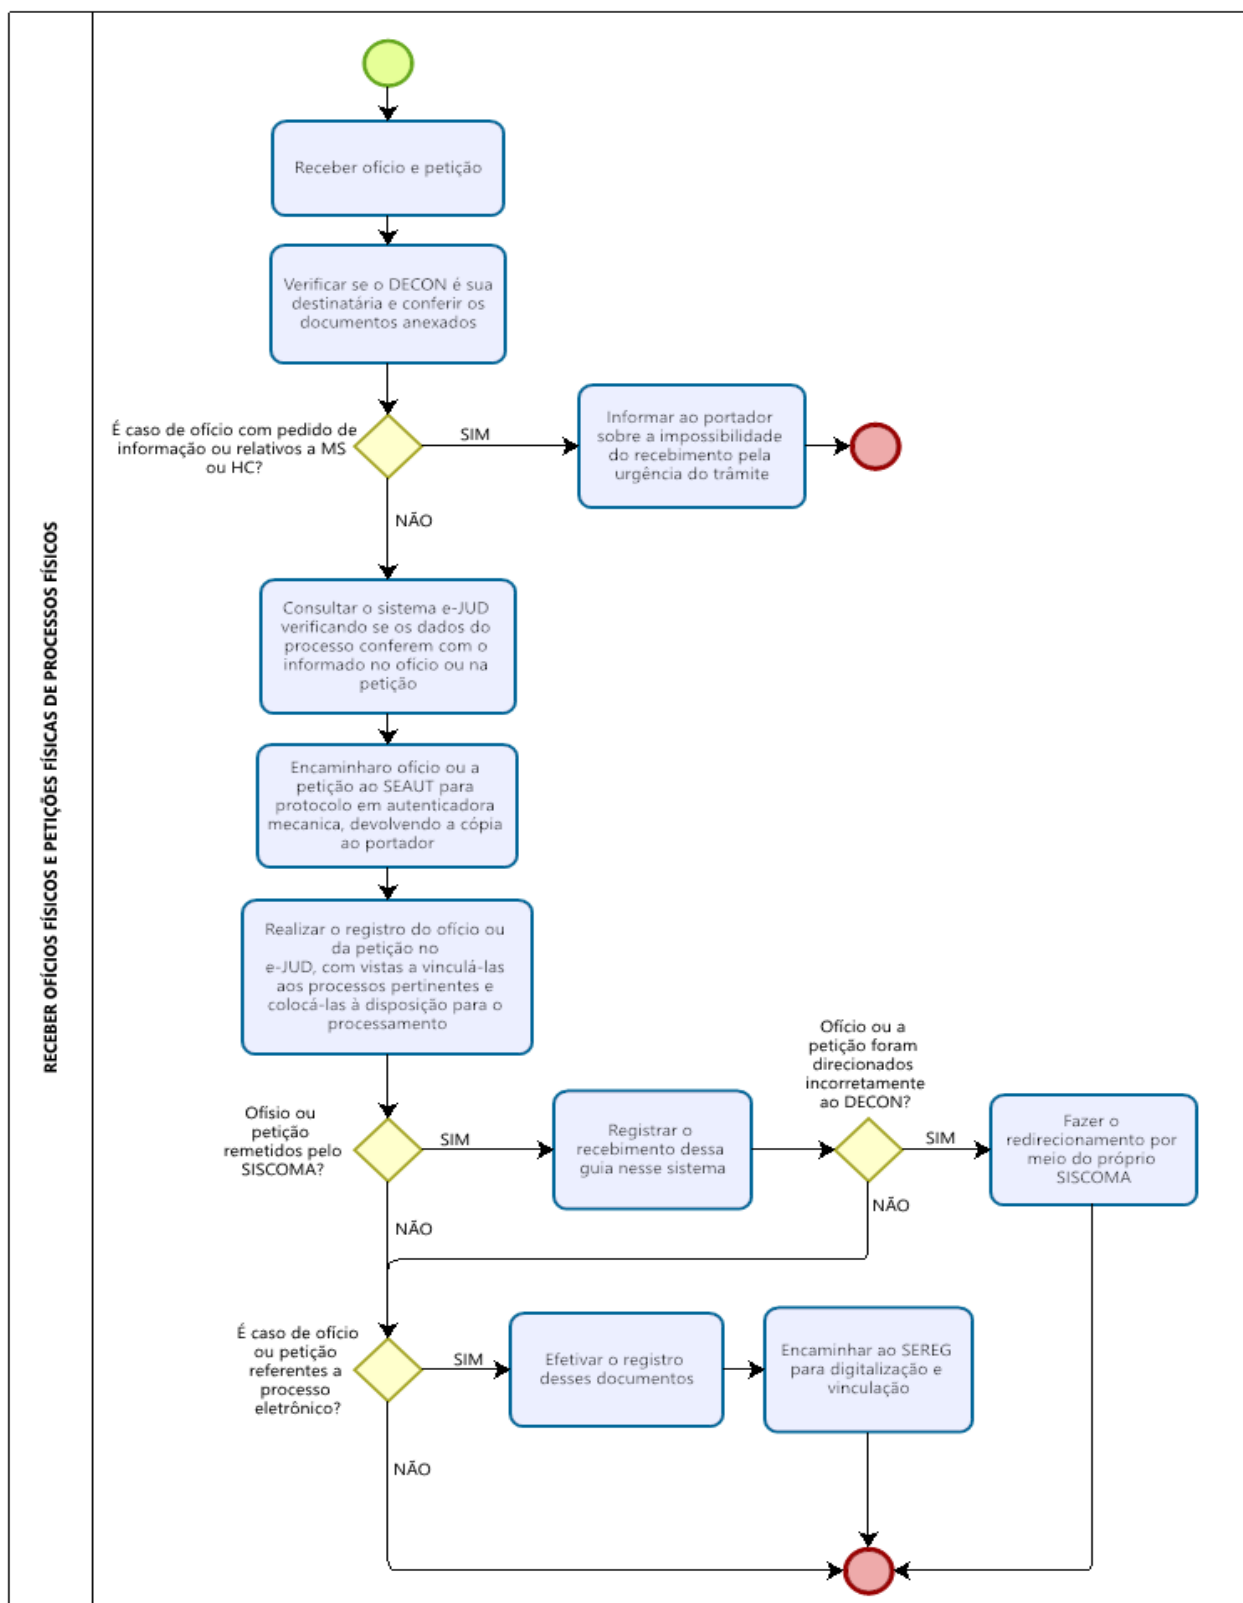 RECEBER OFÍCIOS FÍSICOS E PETIÇÕES FÍSICAS DE PROCESSOS FÍSICOS
Receber ofício e petição
Verificar se o DECON é sua
destinatária e conferir os
documentos anexados
É caso de ofício com pedido de
informação ou relativos a MS
ou HC?
SIM
Informar ao portador
sobre a impossibilidade
do recebimento pela
urgência do trâmite
NÃO
Consultar o sistema e-JUD
verificando se os dados do
processo conferem com o
informado no ofício ou na
petição
Encaminharo ofício ou a
petição ao SEAUT para
protocolo em autenticadora
mecanica, devolvendo a cópia
ao portador
Realizar o registro do ofício ou
da petição no
e-JUD, com vistas a vinculá-las
aos processos pertinentes e
colocá-las à disposição para o
processamento
Ofísio ou
petição
remetidos pelo
SISCOMA?
SIM
Registrar o
recebimento dessa
guia nesse sistema
Ofício ou a
petição foram
direcionados
incorretamente
ao DECON?
SIM
Fazer o
redirecionamento por
meio do próprio
SISCOMA
NÃO
NÃO
É caso de ofício
ou petição
referentes a
processo
eletrônico?
SIM
Efetivar o registro
desses documentos
Encaminhar ao SEREG
para digitalização e
vinculação
NÃO